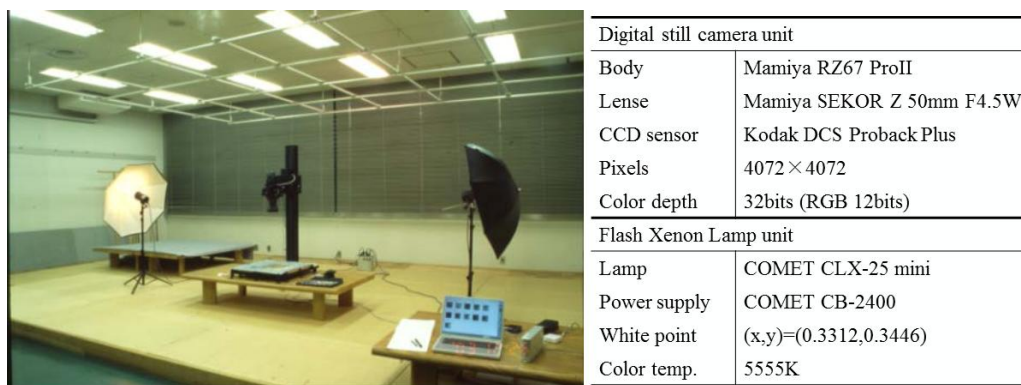 Digital still camera unit
Body Mamiya RZ67 ProII
Lense Mamiya SEKOR Z 50mm F4.5W
CCD sensor Kodak DCS Proback Plus
Pixels 4072×4072
Color depth 32bits (RGB 12bits)
Flash Xenon Lamp unit
Lamp COMET CLX-25 mini
Power supply COMET CB-2400
White point (x,y)=(0.3312,0.3446)
Color temp. 5555K